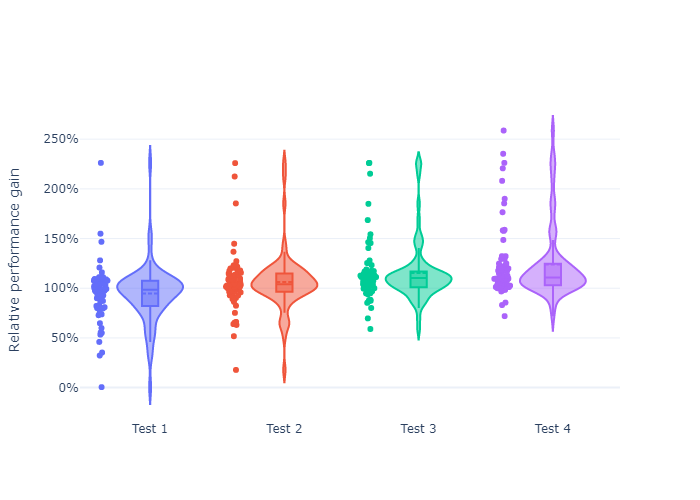 Relative performance gain
250%
200%
150%
100%
50%
0%
Test 1
Test 2
Test 3
Test 4